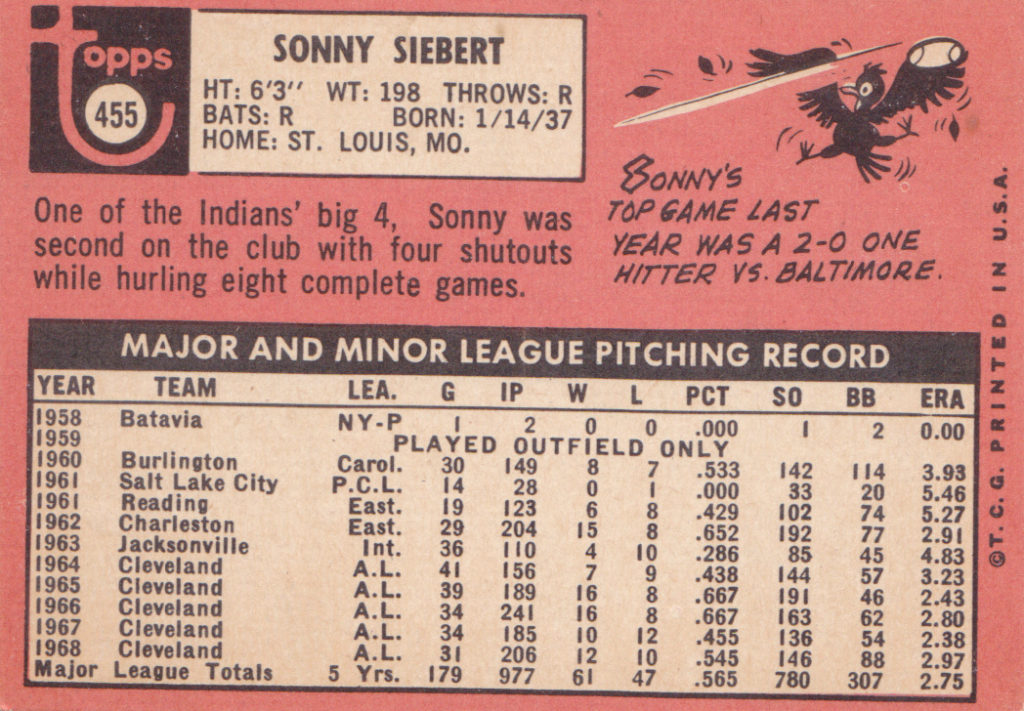 topps
455
SONNY SIEBERT
HT: 6'3" WT: 198 THROWS: R
BATS: R BORN: 1/14/37
HOME: ST. LOUIS, MO.
One of the Indians' big 4, Sonny was
second on the club with four shutouts
while hurling eight complete games.
SONNY'S
TOP GAME LAST
YEAR WAS A 2-0 ONE
HITTER VS. BALTIMORE.
MAJOR AND MINOR LEAGUE PITCHING RECORD
YEAR TEAM LEA. G IP W L PCT SO BB ERA
1958 Batavia NY-P 1 2 0 0 .000 1 2 0.00
1959 PLAYED OUTFIELD ONLY
1960 Burlington Carol. 30 149 8 7 .533 142 114 3.93
1961 Salt Lake City P.C.L. 14 28 0 1 .000 33 20 5.46
1961 Reading East. 19 123 6 8 .429 102 74 5.27
1962 Charleston East. 29 204 15 8 .652 192 77 2.91
1963 Jacksonville Int. 36 110 4 10 .286 85 45 4.83
1964 Cleveland A.L. 41 156 7 9 .438 144 57 3.23
1965 Cleveland A.L. 39 189 16 8 .667 191 46 2.43
1966 Cleveland A.L. 34 241 16 8 .667 163 62 2.80
1967 Cleveland A.L. 34 185 10 12 .455 136 54 2.38
1968 Cleveland A.L. 31 206 12 10 .545 146 88 2.97
Major League Totals 5 Yrs. 179 977 61 47 .565 780 307 2.75
©T. C. G. PRINTED IN U.S.A.